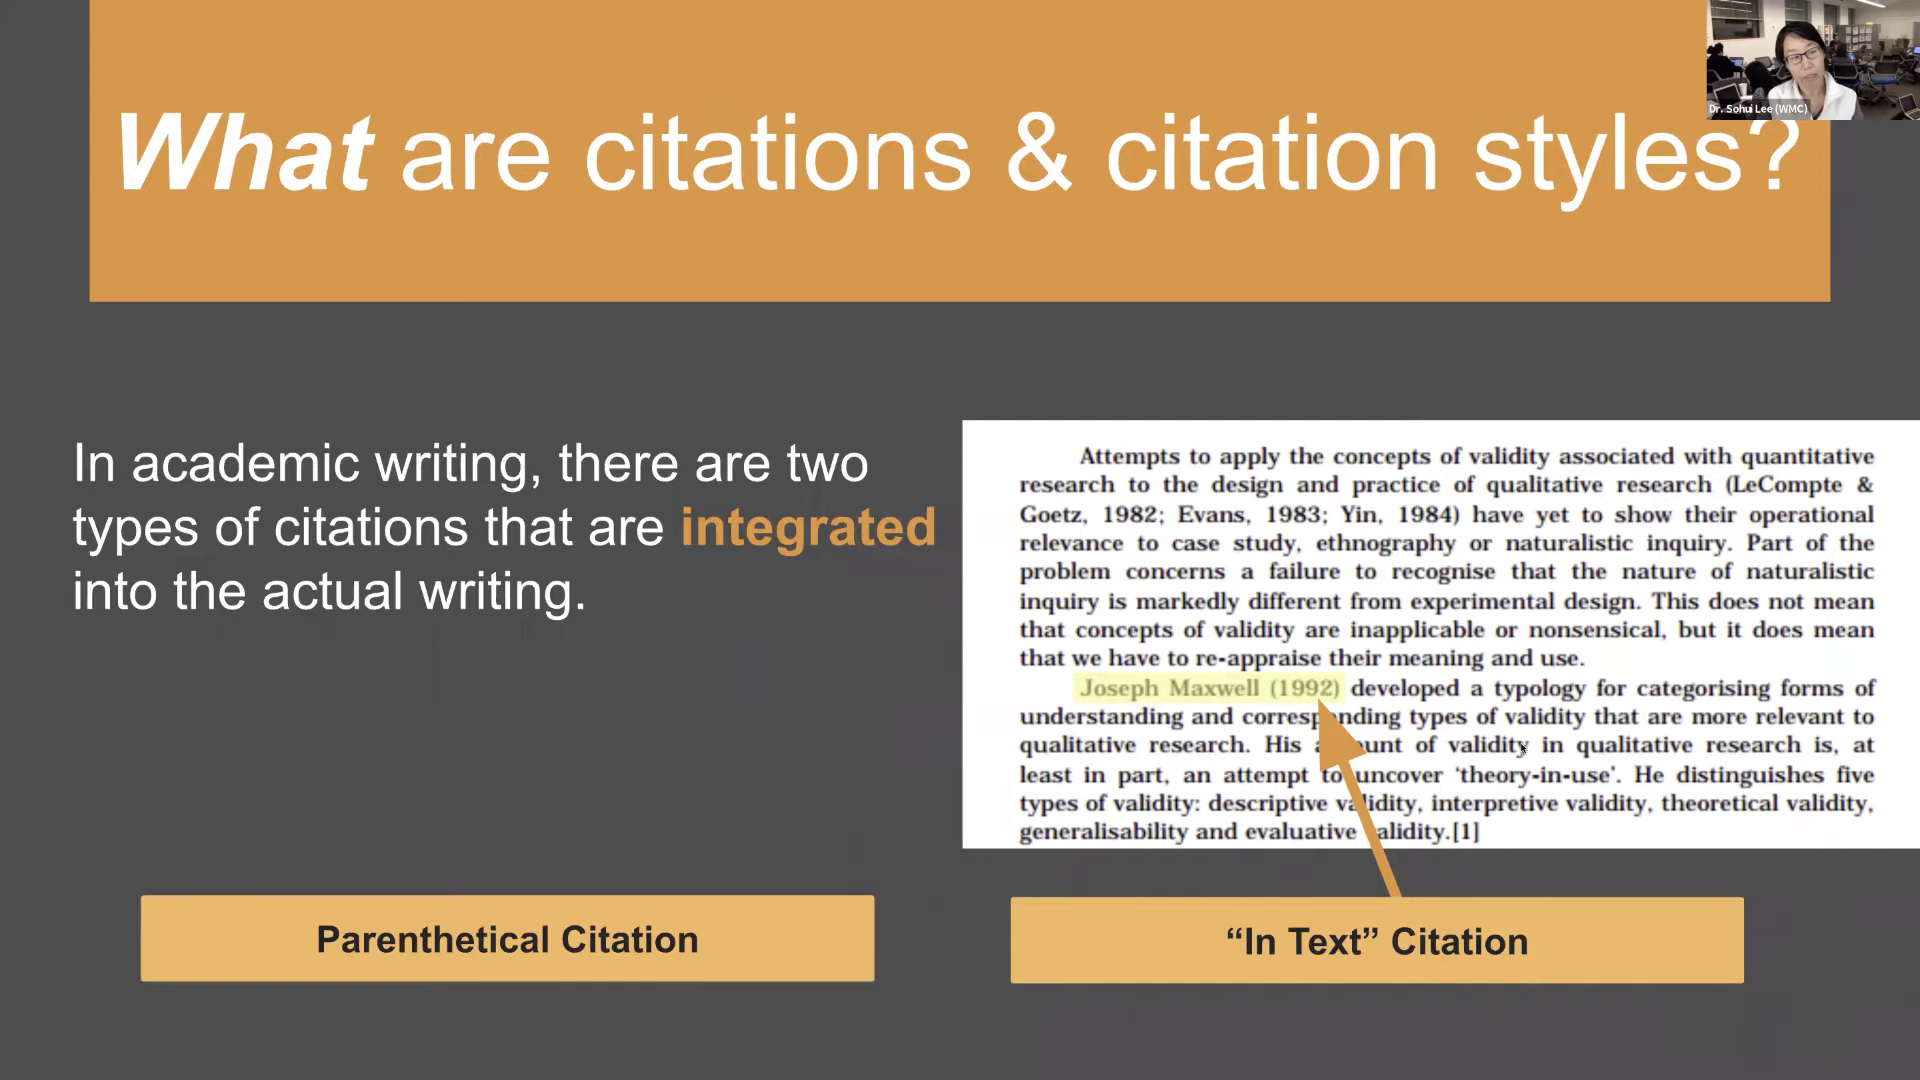 What are citations & citation styles?
Dr. Sohui Lee (WMC)
In academic writing, there are two
types of citations that are integrated
into the actual writing.
Attempts to apply the concepts of validity associated with quantitative
research to the design and practice of qualitative research (LeCompte &
Goetz, 1982; Evans, 1983; Yin, 1984) have yet to show their operational
relevance to case study, ethnography or naturalistic inquiry. Part of the
problem concerns a failure to recognise that the nature of naturalistic
inquiry is markedly different from experimental design. This does not mean
that concepts of validity are inapplicable or nonsensical, but it does mean
that we have to re-appraise their meaning and use.
Joseph Maxwell (1992) developed a typology for categorising forms of
understanding and corresponding types of validity that are more relevant to
qualitative research. His of validity in qualitative research is, at
least in part, an attempt to uncover ‘theory-in-use’. He distinguishes five
types of validity: descriptive validity, interpretive validity, theoretical validity,
generalisability and evaluative validity.[1]
Parenthetical Citation
“In Text” Citation